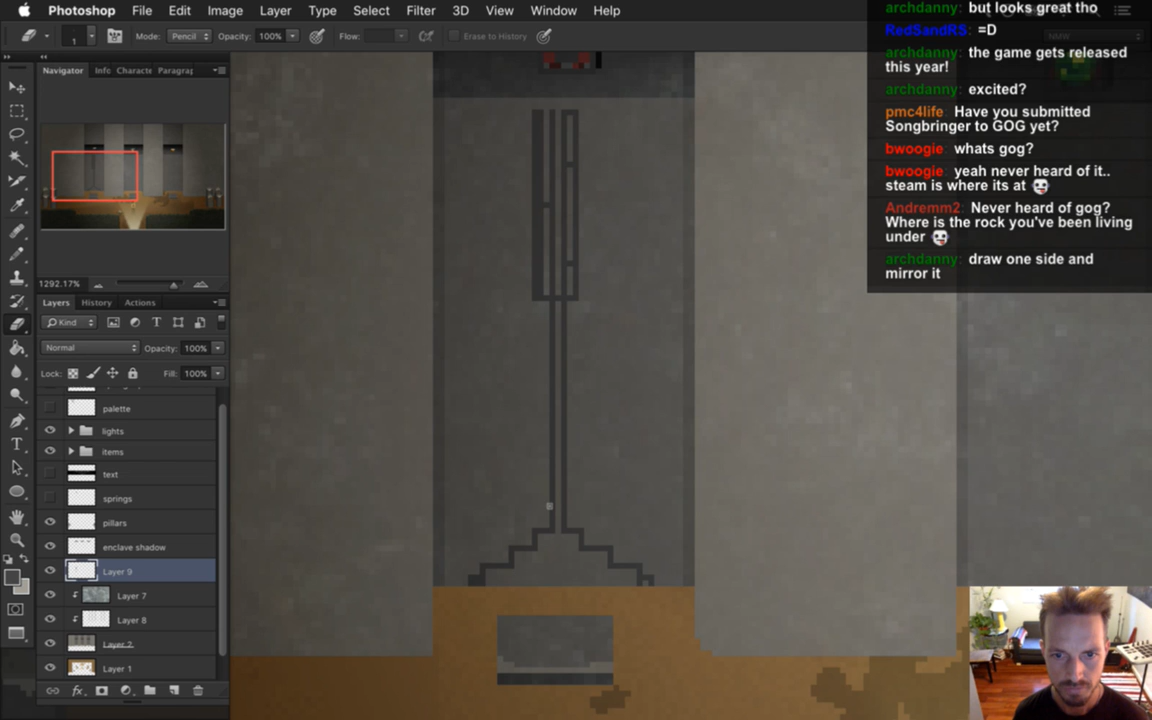 Photoshop File Edit Image Layer Type Select Filter 3D View Window Help
1 Mode: Pencil Opacity: 100% Flow: Erase to History
Navigator Info Characte Paragrap
1292.17%
Layers History Actions
Kind
Normal Opacity: 100%
Lock: Fill: 100%
palette
lights
items
text
springs
pillars
enclave shadow
Layer 9
Layer 7
Layer 8
Layer 2
Layer 1
archdanny: but looks great tho
RedSandRS: =D
archdanny: the game gets released
this year!
archdanny: excited?
pmc4life: Have you submitted
Songbringer to GOG yet?
bwoogie: whats gog?
bwoogie: yeah never heard of it..
steam is where its at
Andremm2: Never heard of gog?
Where is the rock you've been living
under
archdanny: draw one side and
mirror it